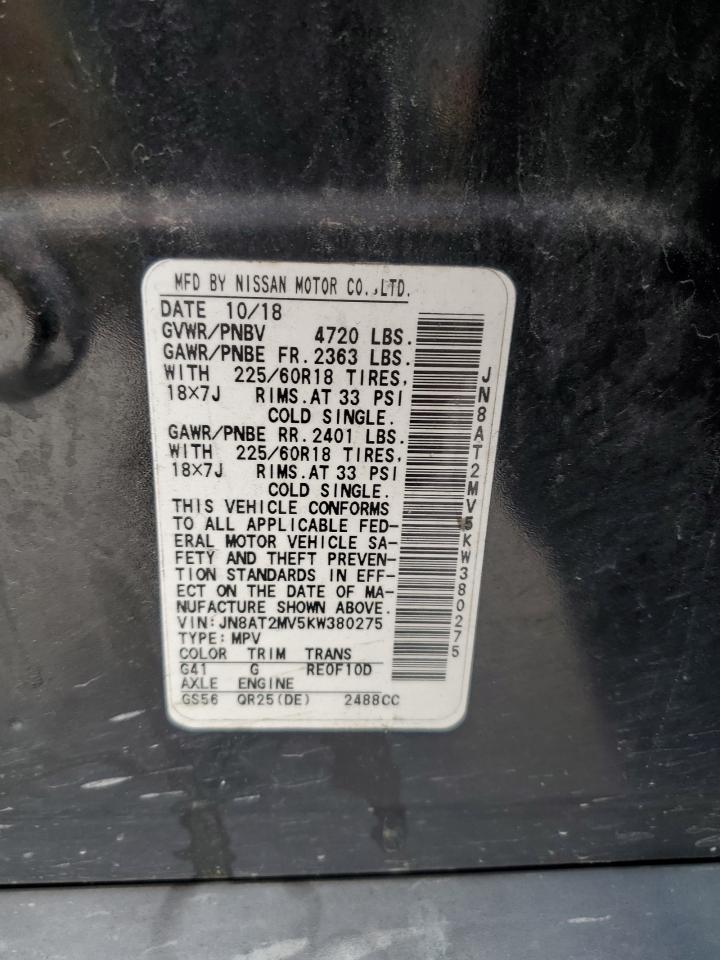 MFD BY NISSAN MOTOR CO.,LTD.
DATE 10/18
GVWR/PNBV 4720 LBS.
GAWR/PNBE FR. 2363 LBS.
WITH 225/60R18 TIRES,
18×7J RIMS.AT 33 PSI
COLD SINGLE.
GAWR/PNBE RR. 2401 LBS.
WITH 225/60R18 TIRES,
18×7J RIMS.AT 33 PSI
COLD SINGLE.
THIS VEHICLE CONFORMS
TO ALL APPLICABLE FED-
ERAL MOTOR VEHICLE SA-
FETY AND THEFT PREVEN-
TION STANDARDS IN EFF-
ECT ON THE DATE OF MA-
NUFACTURE SHOWN ABOVE.
VIN:JN8AT2MV5KW380275
TYPE:MPV
COLOR TRIM TRANS
G41 G RE0F10D
AXLE ENGINE
GS56 QR25(DE) 2488CC
JN8AT2MV5KW380275